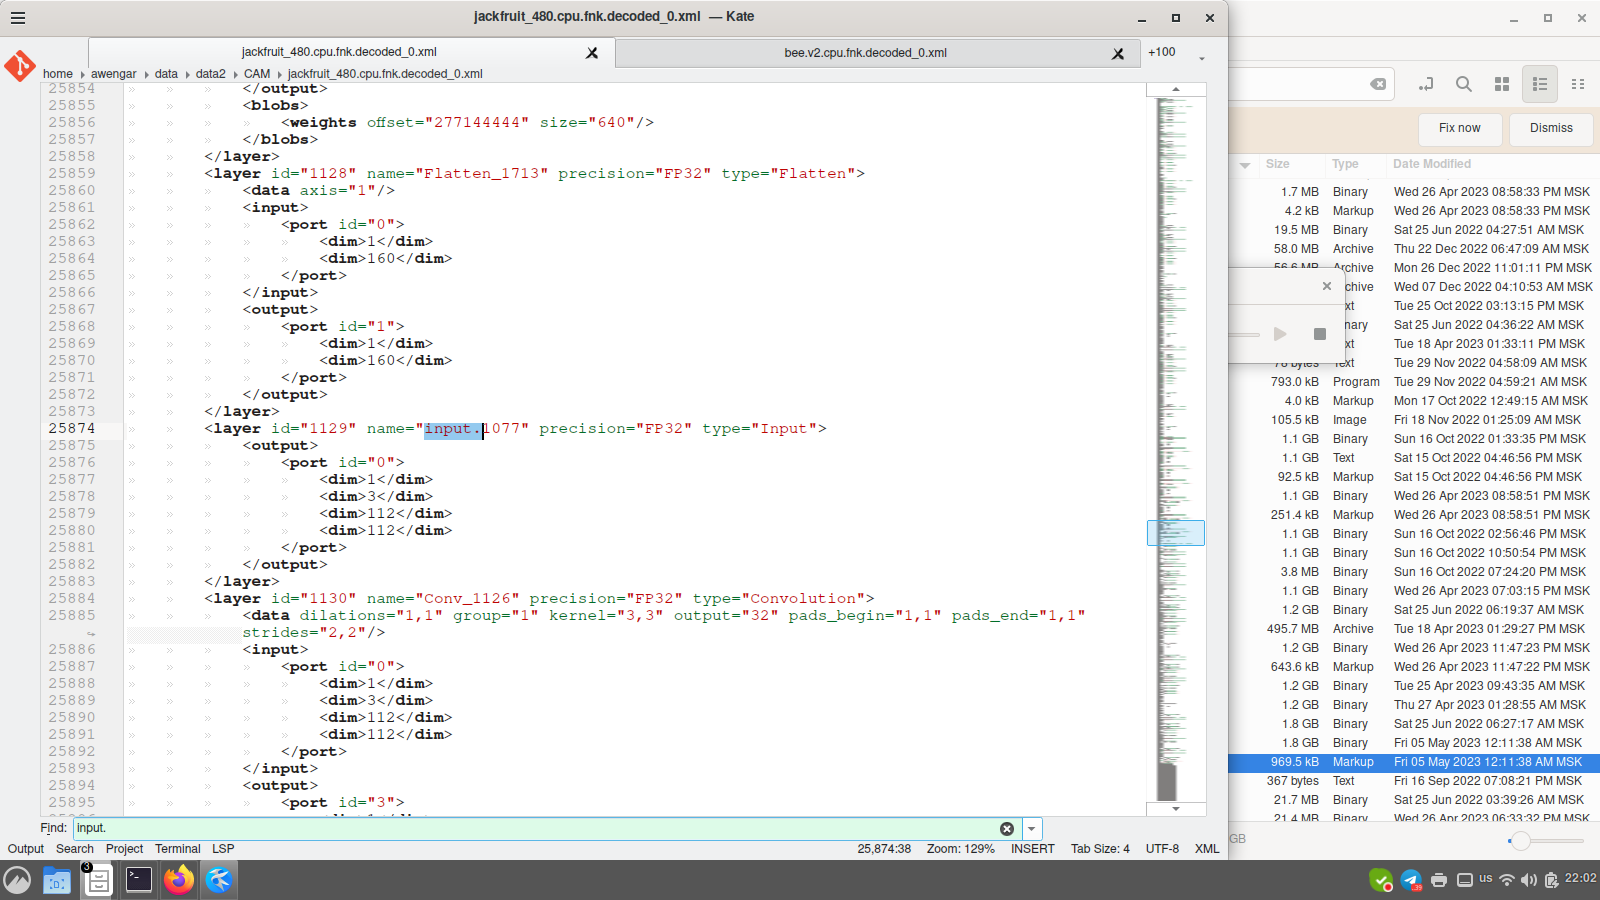 jackfruit_480.cpu.fnk.decoded_0.xml — Kate
jackfruit_480.cpu.fnk.decoded_0.xml
bee.v2.cpu.fnk.decoded_0.xml
+100
home awengar data data2 CAM jackfruit_480.cpu.fnk.decoded_0.xml
25854 </output>
25855 <blobs>
25856 <weights offset="277144444" size="640"/>
25857 </blobs>
25858 </layer>
25859 <layer id="1128" name="Flatten_1713" precision="FP32" type="Flatten">
25860 <data axis="1"/>
25861 <input>
25862 <port id="0">
25863 <dim>1</dim>
25864 <dim>160</dim>
25865 </port>
25866 </input>
25867 <output>
25868 <port id="1">
25869 <dim>1</dim>
25870 <dim>160</dim>
25871 </port>
25872 </output>
25873 </layer>
25874 <layer id="1129" name="input.1077" precision="FP32" type="Input">
25875 <output>
25876 <port id="0">
25877 <dim>1</dim>
25878 <dim>3</dim>
25879 <dim>112</dim>
25880 <dim>112</dim>
25881 </port>
25882 </output>
25883 </layer>
25884 <layer id="1130" name="Conv_1126" precision="FP32" type="Convolution">
25885 <data dilations="1,1" group="1" kernel="3,3" output="32" pads_begin="1,1" pads_end="1,1"
strides="2,2"/>
25886 <input>
25887 <port id="0">
25888 <dim>1</dim>
25889 <dim>3</dim>
25890 <dim>112</dim>
25891 <dim>112</dim>
25892 </port>
25893 </input>
25894 <output>
25895 <port id="3">
Find: input.
Output Search Project Terminal LSP
25,874:38 Zoom: 129% INSERT Tab Size: 4 UTF-8 XML
Fix now
Dismiss
Size Type Date Modified
1.7 MB Binary Wed 26 Apr 2023 08:58:33 PM MSK
4.2 kB Markup Wed 26 Apr 2023 08:58:33 PM MSK
19.5 MB Binary Sat 25 Jun 2022 04:27:51 AM MSK
58.0 MB Archive Thu 22 Dec 2022 06:47:09 AM MSK
56.6 MB Archive Mon 26 Dec 2022 11:01:11 PM MSK
chive Wed 07 Dec 2022 04:10:53 AM MSK
xt Tue 25 Oct 2022 03:13:15 PM MSK
nary Sat 25 Jun 2022 04:36:22 AM MSK
xt Tue 18 Apr 2023 01:33:11 PM MSK
78 bytes Text Tue 29 Nov 2022 04:58:09 AM MSK
793.0 kB Program Tue 29 Nov 2022 04:59:21 AM MSK
4.0 kB Markup Mon 17 Oct 2022 12:49:15 AM MSK
105.5 kB Image Fri 18 Nov 2022 01:25:09 AM MSK
1.1 GB Binary Sun 16 Oct 2022 01:33:35 PM MSK
1.1 GB Text Sat 15 Oct 2022 04:46:56 PM MSK
92.5 kB Markup Sat 15 Oct 2022 04:46:56 PM MSK
1.1 GB Binary Wed 26 Apr 2023 08:58:51 PM MSK
251.4 kB Markup Wed 26 Apr 2023 08:58:51 PM MSK
1.1 GB Binary Sun 16 Oct 2022 02:56:46 PM MSK
1.1 GB Binary Sun 16 Oct 2022 10:50:54 PM MSK
3.8 MB Binary Sun 16 Oct 2022 07:24:20 PM MSK
1.1 GB Binary Wed 26 Apr 2023 07:03:15 PM MSK
1.2 GB Binary Sat 25 Jun 2022 06:19:37 AM MSK
495.7 MB Archive Tue 18 Apr 2023 01:29:27 PM MSK
1.2 GB Binary Wed 26 Apr 2023 11:47:23 PM MSK
643.6 kB Markup Wed 26 Apr 2023 11:47:22 PM MSK
1.2 GB Binary Tue 25 Apr 2023 09:43:35 AM MSK
1.2 GB Binary Thu 27 Apr 2023 01:28:55 AM MSK
1.8 GB Binary Sat 25 Jun 2022 06:27:17 AM MSK
1.8 GB Binary Fri 05 May 2023 12:11:38 AM MSK
969.5 kB Markup Fri 05 May 2023 12:11:38 AM MSK
367 bytes Text Fri 16 Sep 2022 07:08:21 PM MSK
21.7 MB Binary Sat 25 Jun 2022 03:39:26 AM MSK
21.4 MB Binary Wed 26 Apr 2023 06:33:32 PM MSK
GB
3
39
us
22:02